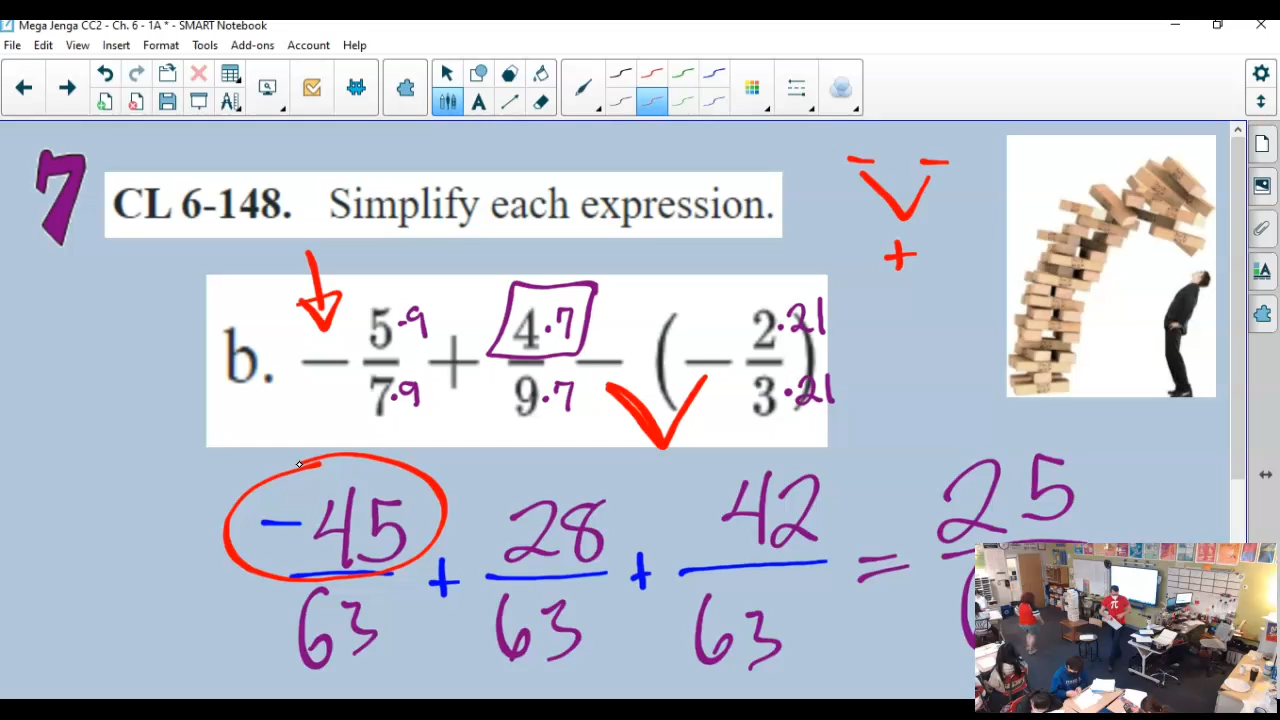 Mega Jenga CC2 - Ch. 6 - 1A * - SMART Notebook
File Edit View Insert Format Tools Add-ons Account Help
7
CL 6-148. Simplify each expression.
- - 
+
b. - 5·9/7·9 + 4·7/9·7 - (- 2·21/3·21)
-45/63 + 28/63 + 42/63 = 25
π